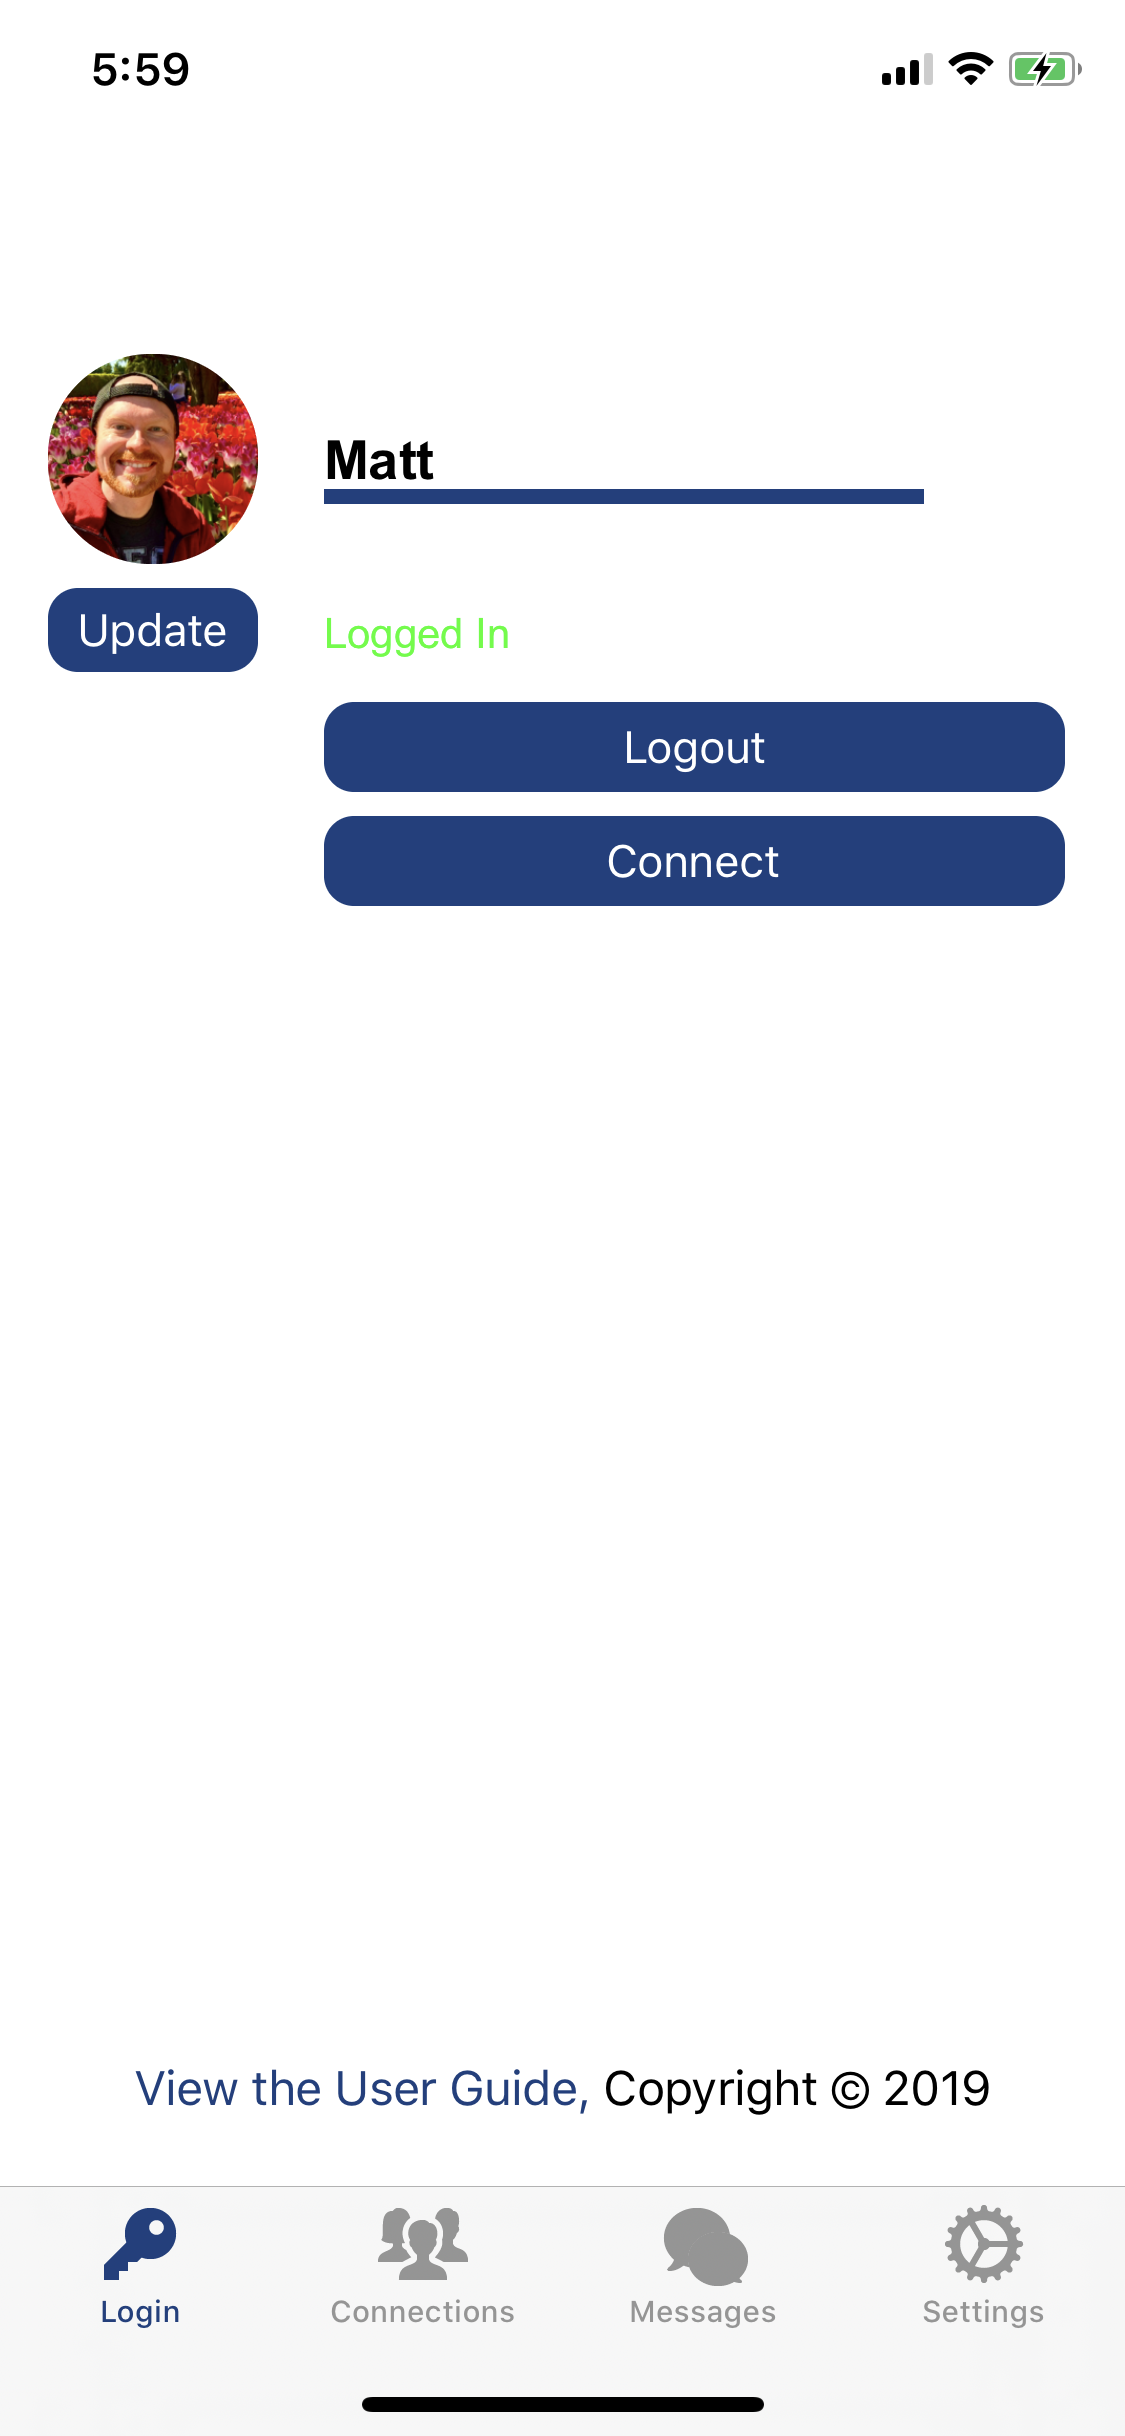 5:59
Matt
Update
Logged In
Logout
Connect
View the User Guide, Copyright © 2019
Login
Connections
Messages
Settings